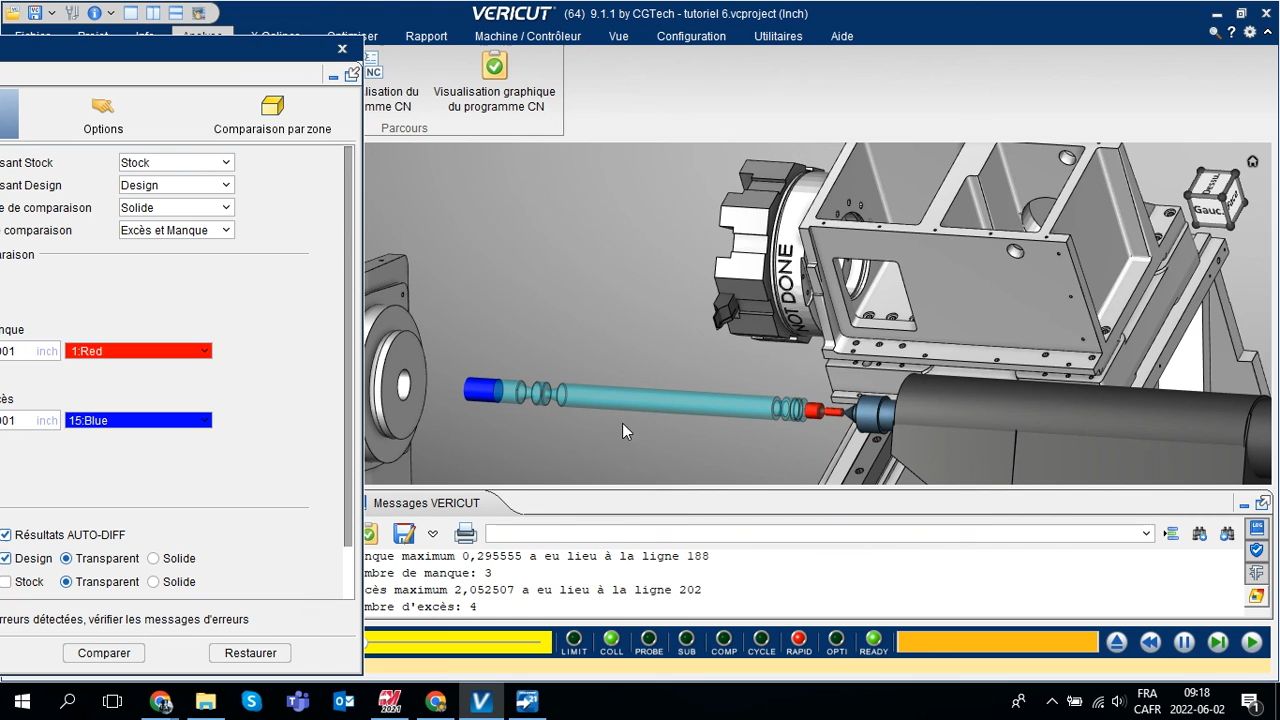 VERICUT (64) 9.1.1 by CGTech - tutoriel 6.vcproject (Inch)
Rapport Machine / Contrôleur Vue Configuration Utilitaires Aide
Options
Comparaison par zone
NC
Visualisation graphique
du programme CN
lisation du
mme CN
Parcours
sant Stock Stock
sant Design Design
e de comparaison Solide
comparaison Excès et Manque
araison
nque
001 inch 1:Red
cès
001 inch 15:Blue
Résultats AUTO-DIFF
Design Transparent Solide
Stock Transparent Solide
rreurs détectées, vérifier les messages d'erreurs
Comparer Restaurer
NOT DONE
Dessu
Gauc.
Face
Messages VERICUT
nque maximum 0,295555 a eu lieu à la ligne 188
mbre de manque: 3
cès maximum 2,052507 a eu lieu à la ligne 202
mbre d'excès: 4
LOG
LIMIT COLL PROBE SUB COMP CYCLE RAPID OPTI READY
2021
FRA
CAFR
09:18
2022-06-02
1